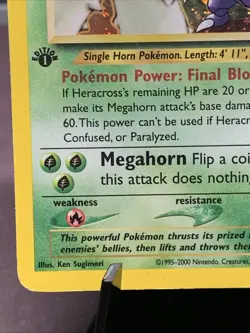 EDITION
1
Single Horn Pokémon. Length: 4' 11",
Pokémon Power: Final Blo
If Heracross's remaining HP are 20 or
make its Megahorn attack's base dama
60. This power can't be used if Heracr
Confused, or Paralyzed.
Megahorn Flip a coi
this attack does nothin
weakness resistance
This powerful Pokémon thrusts its prized
enemies' bellies, then lifts and throws the
Illus. Ken Sugimori ©1995-2000 Nintendo, Creatures,